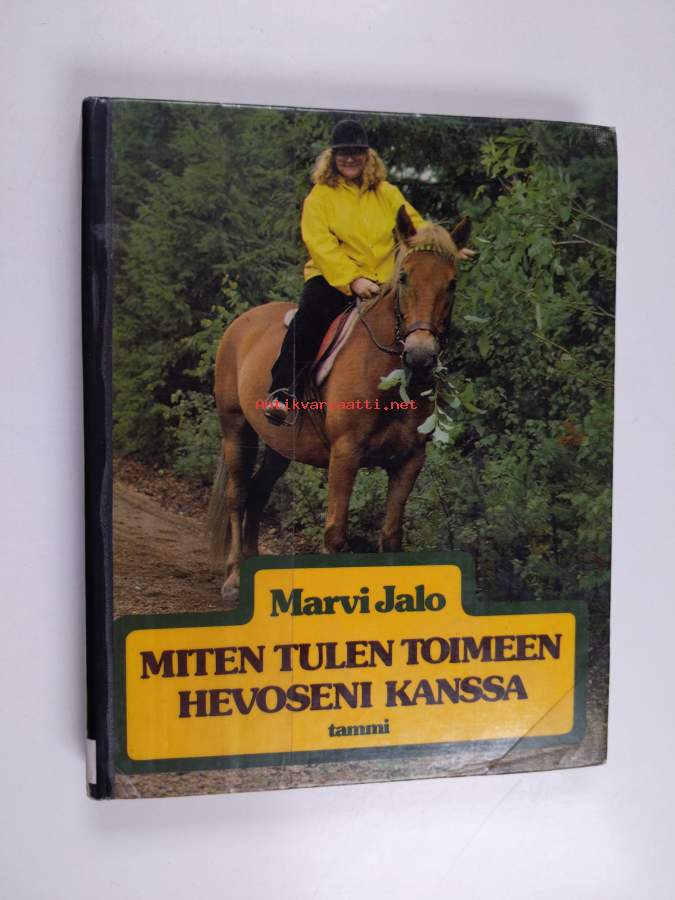 Antikvariaatti.net
Marvi Jalo
MITEN TULEN TOIMEEN
HEVOSENI KANSSA
tammi